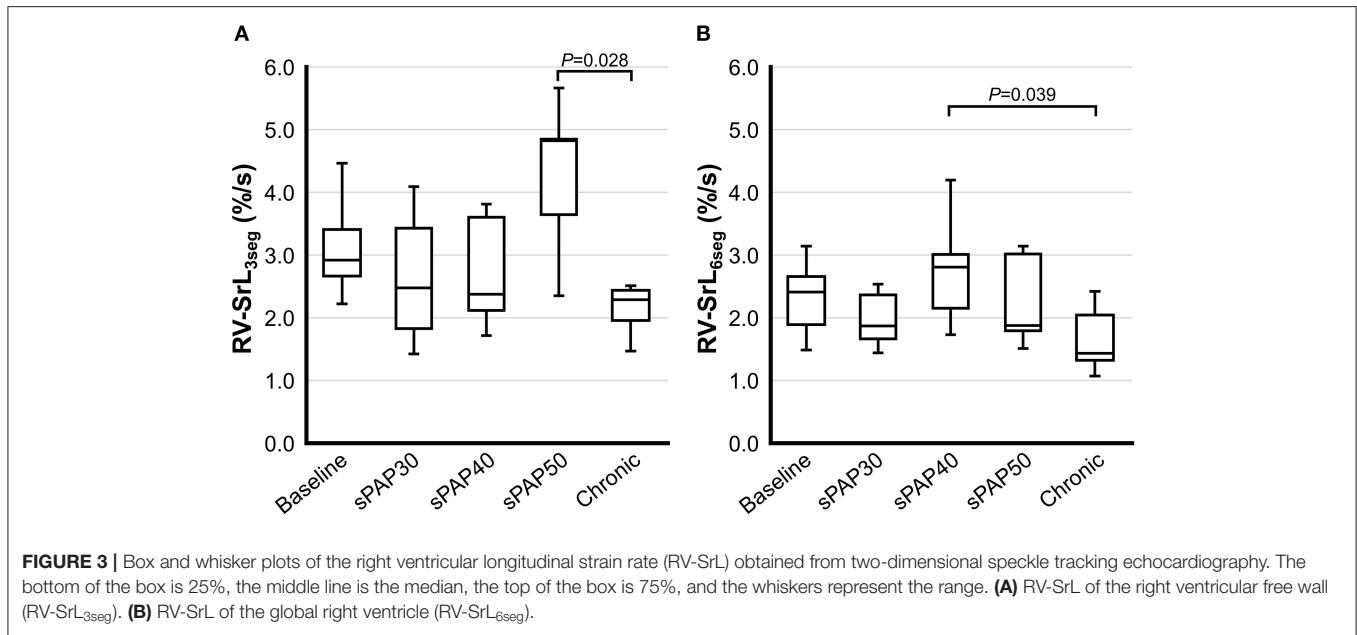 A
B
P=0.028
P=0.039
6.0
5.0
4.0
3.0
2.0
1.0
0.0
RV-SrL3seg (%/s)
Baseline
sPAP30
sPAP40
sPAP50
Chronic
6.0
5.0
4.0
3.0
2.0
1.0
0.0
RV-SrL6seg (%/s)
Baseline
sPAP30
sPAP40
sPAP50
Chronic
FIGURE 3 | Box and whisker plots of the right ventricular longitudinal strain rate (RV-SrL) obtained from two-dimensional speckle tracking echocardiography. The
bottom of the box is 25%, the middle line is the median, the top of the box is 75%, and the whiskers represent the range. (A) RV-SrL of the right ventricular free wall
(RV-SrL3seg). (B) RV-SrL of the global right ventricle (RV-SrL6seg).